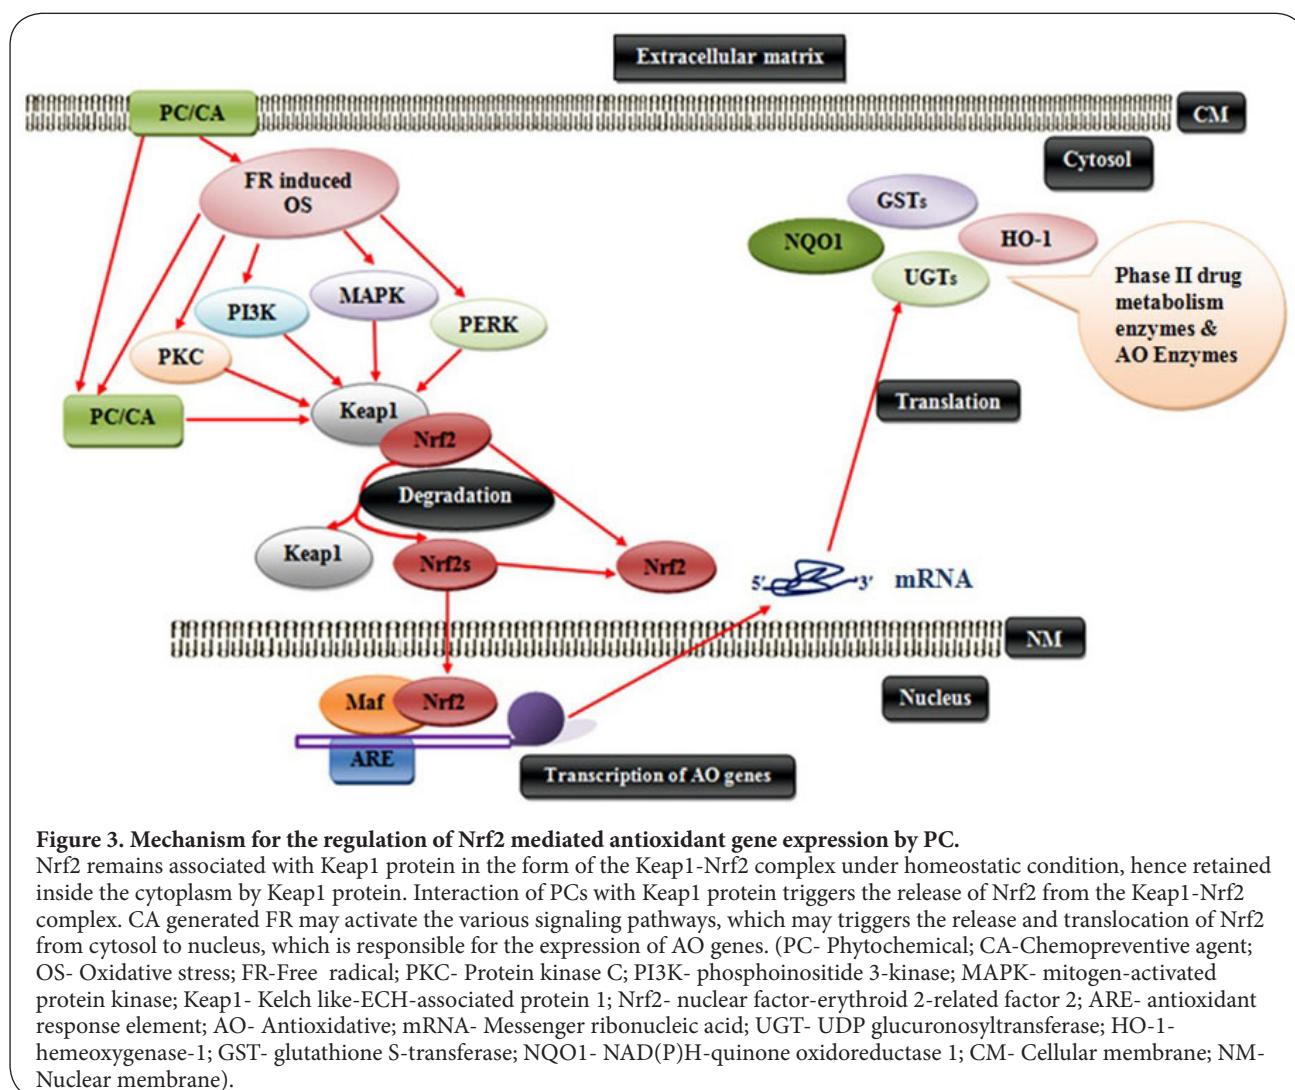 Extracellular matrix
PC/CA
CM
Cytosol
FR induced
OS
GSTs
NQO1
HO-1
UGTs
Phase II drug
metabolism
enzymes &
AO Enzymes
PI3K
MAPK
PERK
PKC
PC/CA
Keap1
Nrf2
Translation
Degradation
Keap1
Nrf2s
Nrf2
5′
3′
mRNA
NM
Maf
Nrf2
Nucleus
ARE
Transcription of AO genes
Figure 3. Mechanism for the regulation of Nrf2 mediated antioxidant gene expression by PC.
Nrf2 remains associated with Keap1 protein in the form of the Keap1-Nrf2 complex under homeostatic condition, hence retained
inside the cytoplasm by Keap1 protein. Interaction of PCs with Keap1 protein triggers the release of Nrf2 from the Keap1-Nrf2
complex. CA generated FR may activate the various signaling pathways, which may triggers the release and translocation of Nrf2
from cytosol to nucleus, which is responsible for the expression of AO genes. (PC- Phytochemical; CA-Chemopreventive agent;
OS- Oxidative stress; FR-Free radical; PKC- Protein kinase C; PI3K- phosphoinositide 3-kinase; MAPK- mitogen-activated
protein kinase; Keap1- Kelch like-ECH-associated protein 1; Nrf2- nuclear factor-erythroid 2-related factor 2; ARE- antioxidant
response element; AO- Antioxidative; mRNA- Messenger ribonucleic acid; UGT- UDP glucuronosyltransferase; HO-1-
hemeoxygenase-1; GST- glutathione S-transferase; NQO1- NAD(P)H-quinone oxidoreductase 1; CM- Cellular membrane; NM-
Nuclear membrane).